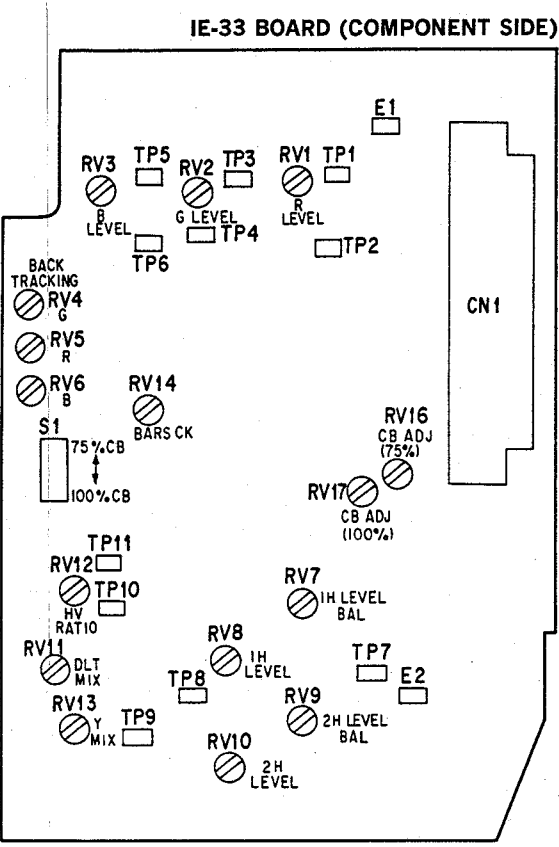 IE-33 BOARD (COMPONENT SIDE)
E1
RV3
TP5
RV2
TP3
RV1
TP1
B
LEVEL
G LEVEL
R
LEVEL
TP4
TP6
TP2
BACK
TRACKING
RV4
G
CN1
RV5
R
RV6
B
RV14
BARS CK
S1
75%CB
100%CB
RV16
CB ADJ
(75%)
RV17
CB ADJ
(100%)
TP11
RV12
TP10
HV
RATIO
RV7
1H LEVEL
BAL
RV11
DLT
MIX
RV8
1H
LEVEL
TP7
E2
TP8
RV13
Y
MIX
TP9
RV9
2H LEVEL
BAL
RV10
2H
LEVEL